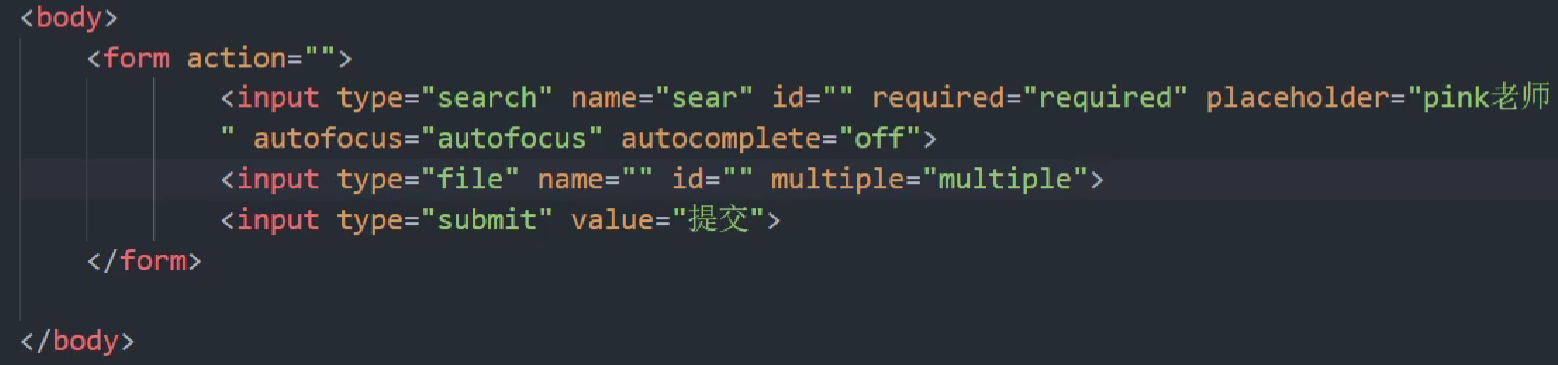 <body>
<form action="">
<input type="search" name="sear" id="" required="required" placeholder="pink老师
" autofocus="autofocus" autocomplete="off">
<input type="file" name="" id="" multiple="multiple">
<input type="submit" value="提交">
</form>
</body>